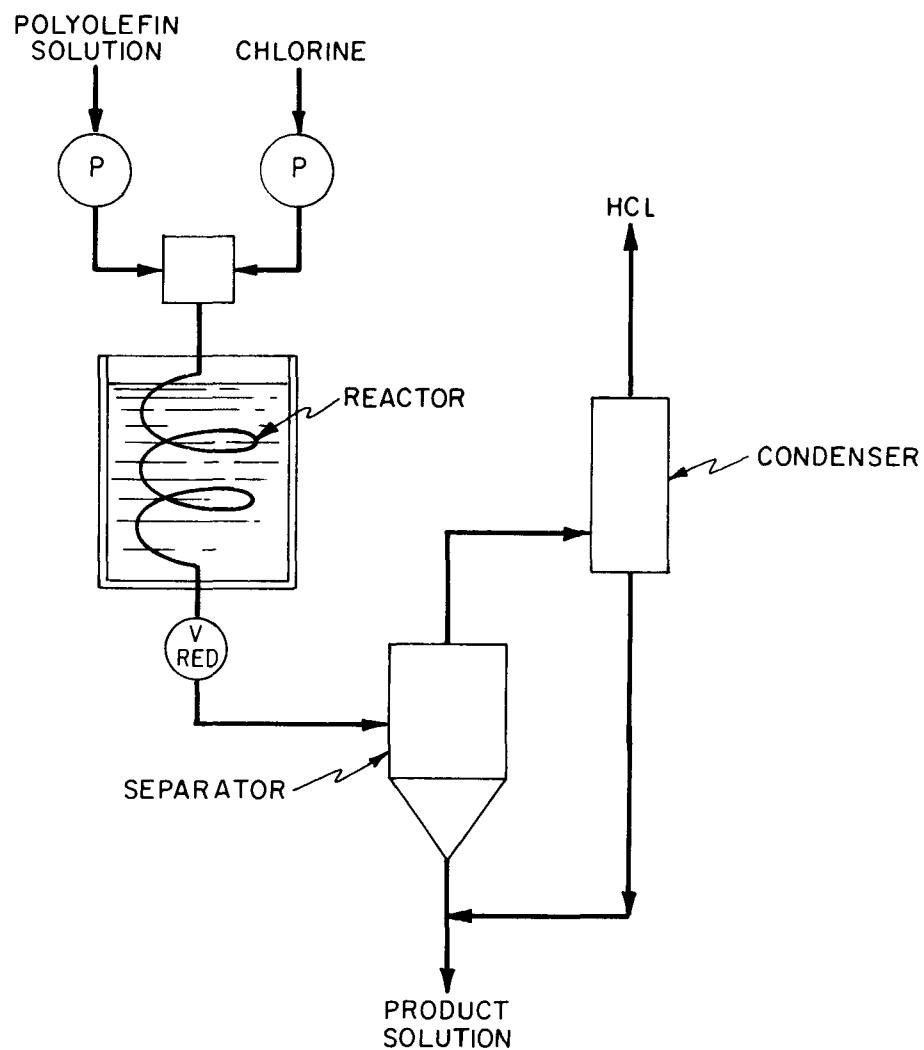 POLYOLEFIN
SOLUTION
CHLORINE
P
P
HCL
REACTOR
CONDENSER
V
RED
SEPARATOR
PRODUCT
SOLUTION